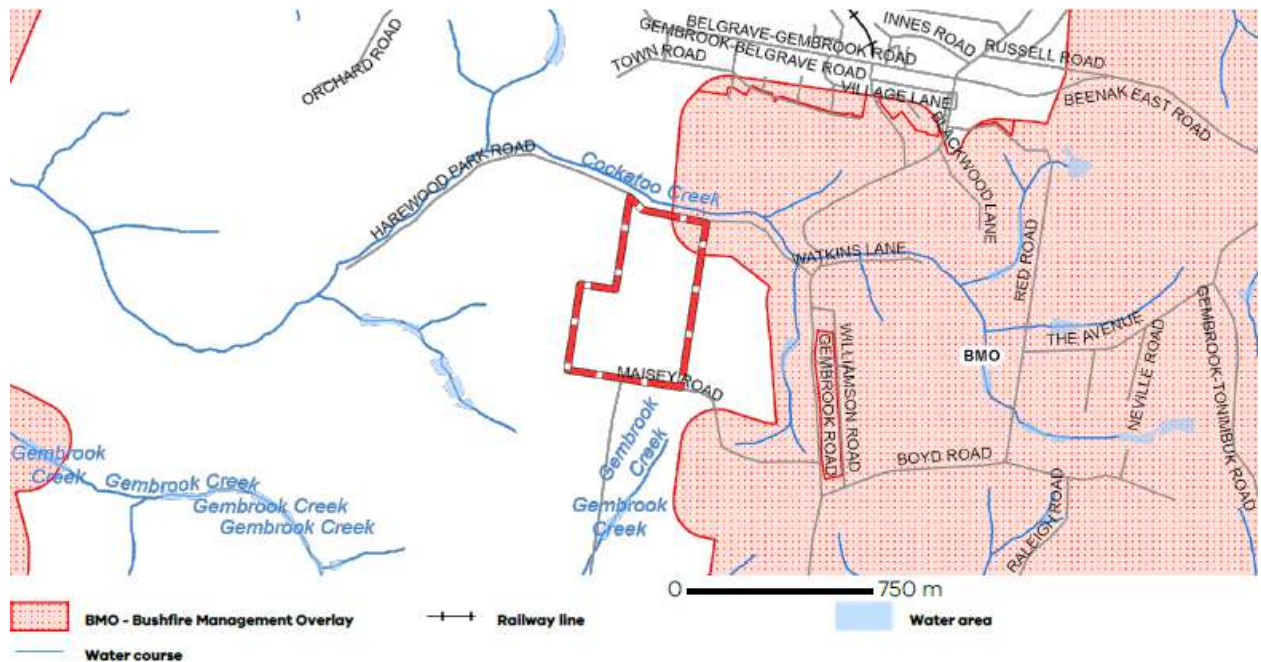 ORCHARD ROAD
BELGRAVE-GEMBROOK ROAD
GEMBROOK-BELGRAVE ROAD
TOWN ROAD
INNES ROAD
RUSSELL ROAD
VILLAGE LANE
BEENAK EAST ROAD
BLACKWOOD LANE
HAREWOOD PARK ROAD
Cockatoo Creek
WATKINS LANE
RED ROAD
THE AVENUE
BMO
NEVILLE ROAD
GEMBROOK-TONIMBUK ROAD
WILLIAMSON ROAD
GEMBROOK ROAD
MAISEY ROAD
Gembrook
Creek
Gembrook
Creek
Gembrook Creek
Gembrook Creek
Gembrook Creek
Gembrook
Creek
BOYD ROAD
RALEIGH ROAD
0 750 m
BMO - Bushfire Management Overlay
Railway line
Water area
Water course